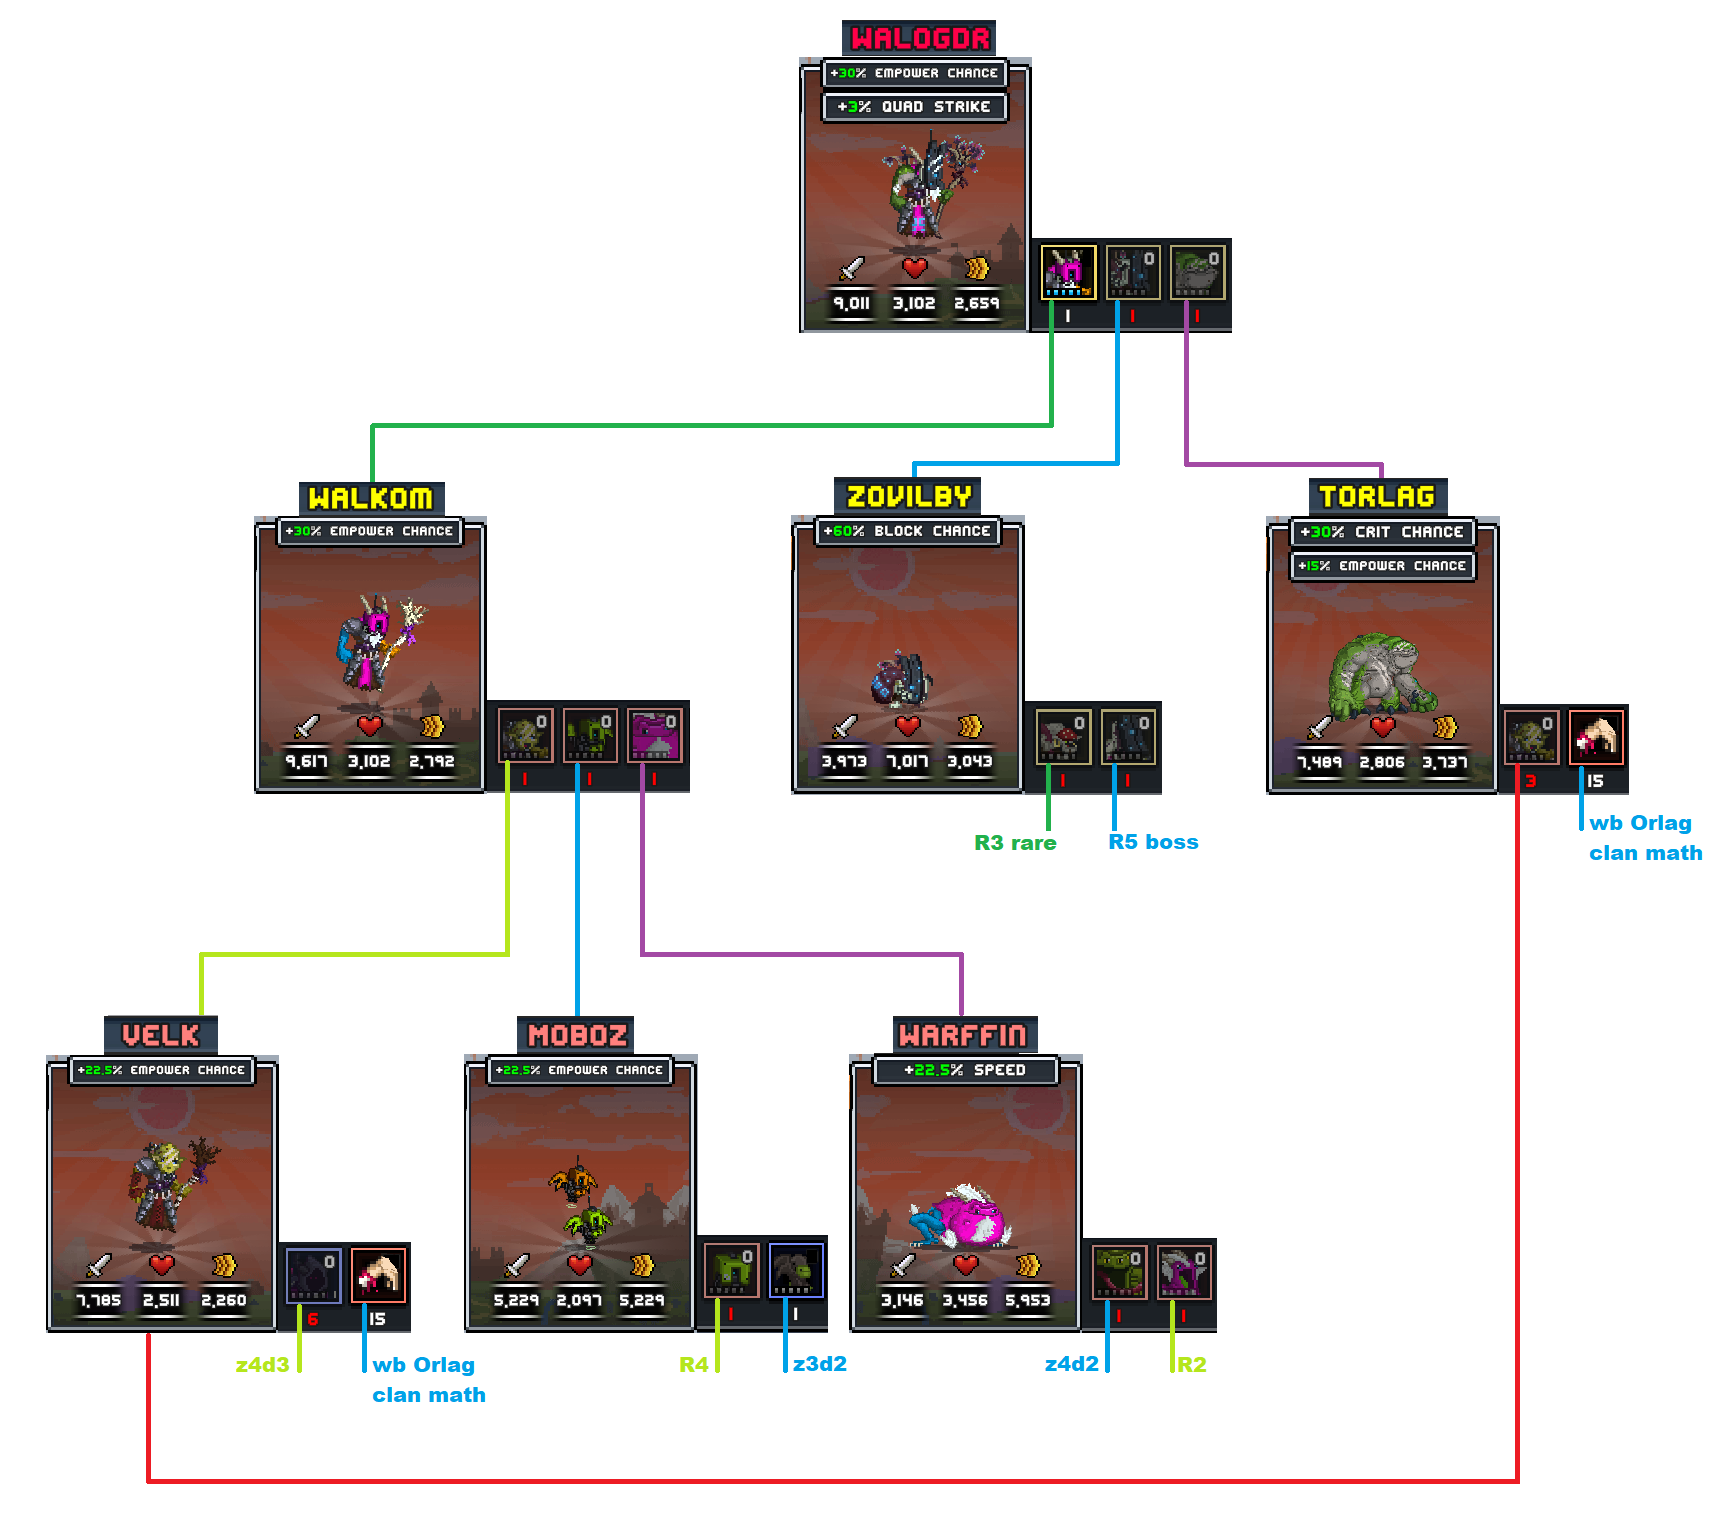 WALOGDR
+30% EMPOWER CHANCE
+3% QUAD STRIKE
9,011 3,102 2,659
0 0
1 1 1
WALKOM
+30% EMPOWER CHANCE
9,617 3,102 2,792
0 0 0
1 1 1
ZOVILBY
+60% BLOCK CHANCE
3,973 7,017 3,043
0 0
1 1
R3 rare
R5 boss
TORLAG
+30% CRIT CHANCE
+15% EMPOWER CHANCE
7,489 2,806 3,737
0
3 15
wb Orlag
clan math
VELK
+22.5% EMPOWER CHANCE
7,785 2,511 2,260
0
6 15
z4d3
wb Orlag
clan math
MOBOZ
+22.5% EMPOWER CHANCE
5,229 2,097 5,229
0
1 1
R4
z3d2
WARFFIN
+22.5% SPEED
3,146 3,456 5,953
0 0
1 1
z4d2
R2